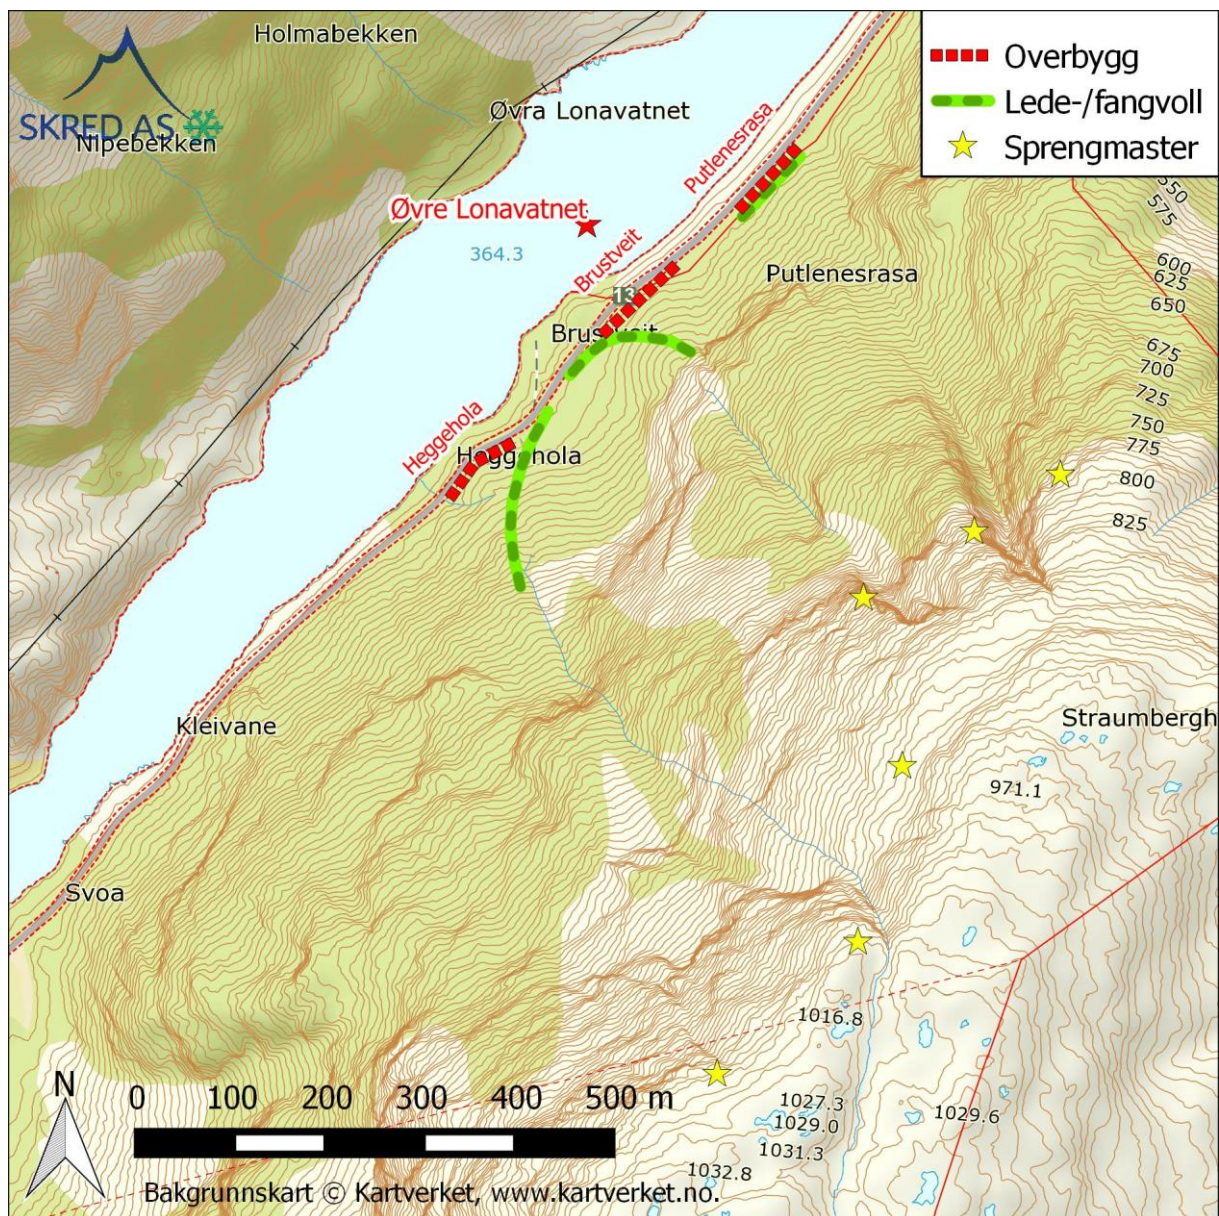 Holmabekken
SKRED AS
Nipebekken
Øvra Lonavatnet
Øvre Lonavatnet
364.3
Overbygg
Lede-/fangvoll
Sprengmaster
Putlenesrasa
Brustveit
13
Brustveit
Putlenesrasa
Heggehola
Heggehola
550
575
600
625
650
675
700
725
750
775
800
825
Kleivane
Straumbergh
971.1
Svoa
1016.8
1027.3
1029.0
1031.3
1032.8
1029.6
N
0 100 200 300 400 500 m
Bakgrunnskart © Kartverket, www.kartverket.no.